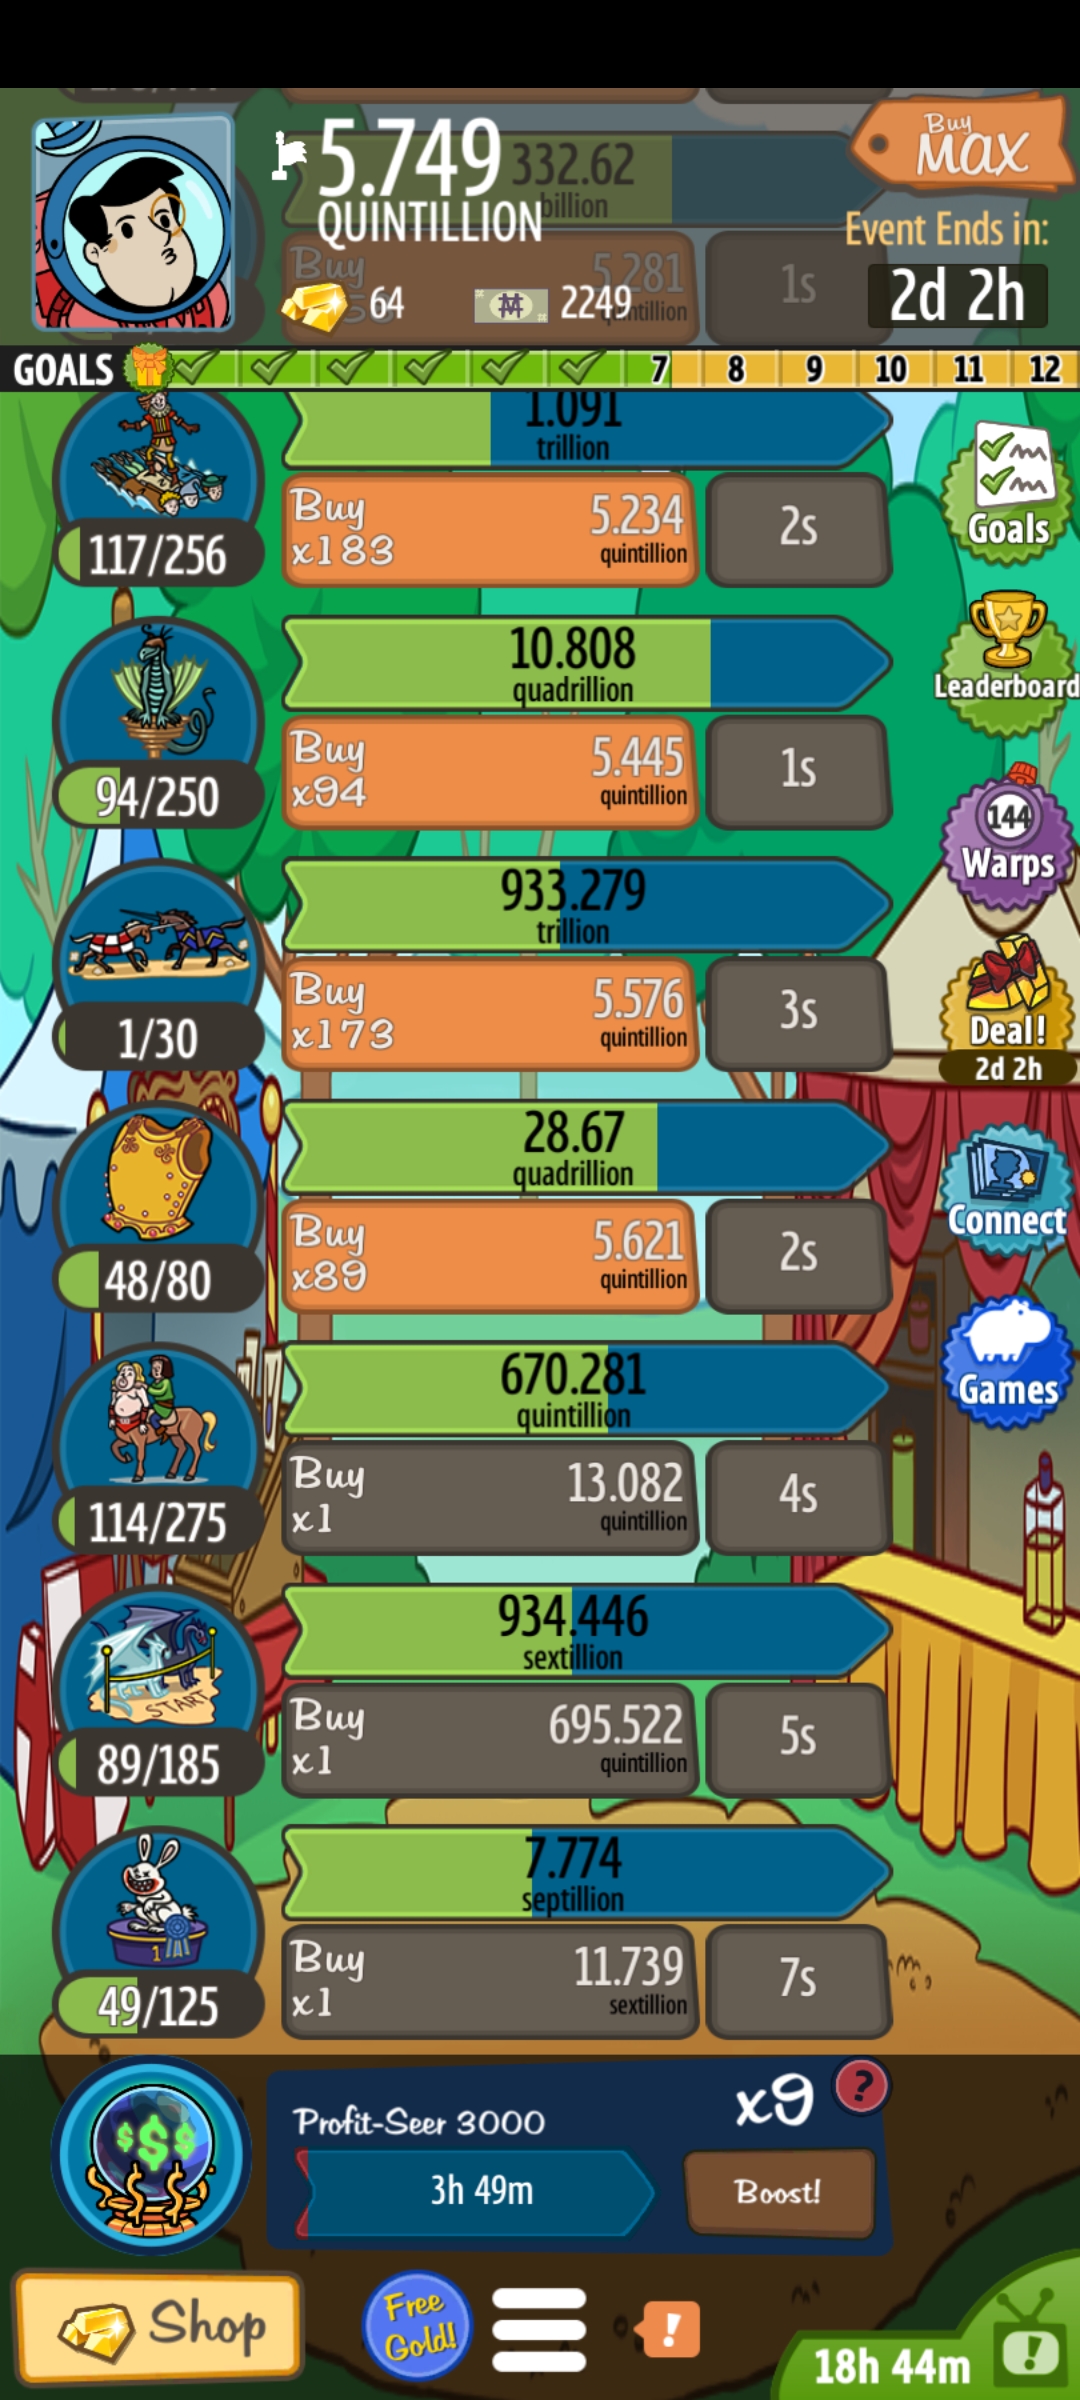 5.749
QUINTILLION
332.62
billion
Buy
MAX
Event Ends in:
2d 2h
Buy
5.281
quintillion
1s
64
2249
GOALS
7 8 9 10 11 12
1.091
trillion
117/256
Buy
x183
5.234
quintillion
2s
Goals
10.808
quadrillion
94/250
Buy
x94
5.445
quintillion
1s
Leaderboard
933.279
trillion
1/30
Buy
x173
5.576
quintillion
3s
144
Warps
Deal!
2d 2h
28.67
quadrillion
48/80
Buy
x89
5.621
quintillion
2s
Connect
670.281
quintillion
114/275
Buy
x1
13.082
quintillion
4s
Games
934.446
sextillion
START
89/185
Buy
x1
695.522
quintillion
5s
7.774
septillion
1
49/125
Buy
x1
11.739
sextillion
7s
$$$
Profit-Seer 3000
x9
?
3h 49m
Boost!
Shop
Free
Gold!
!
18h 44m
!